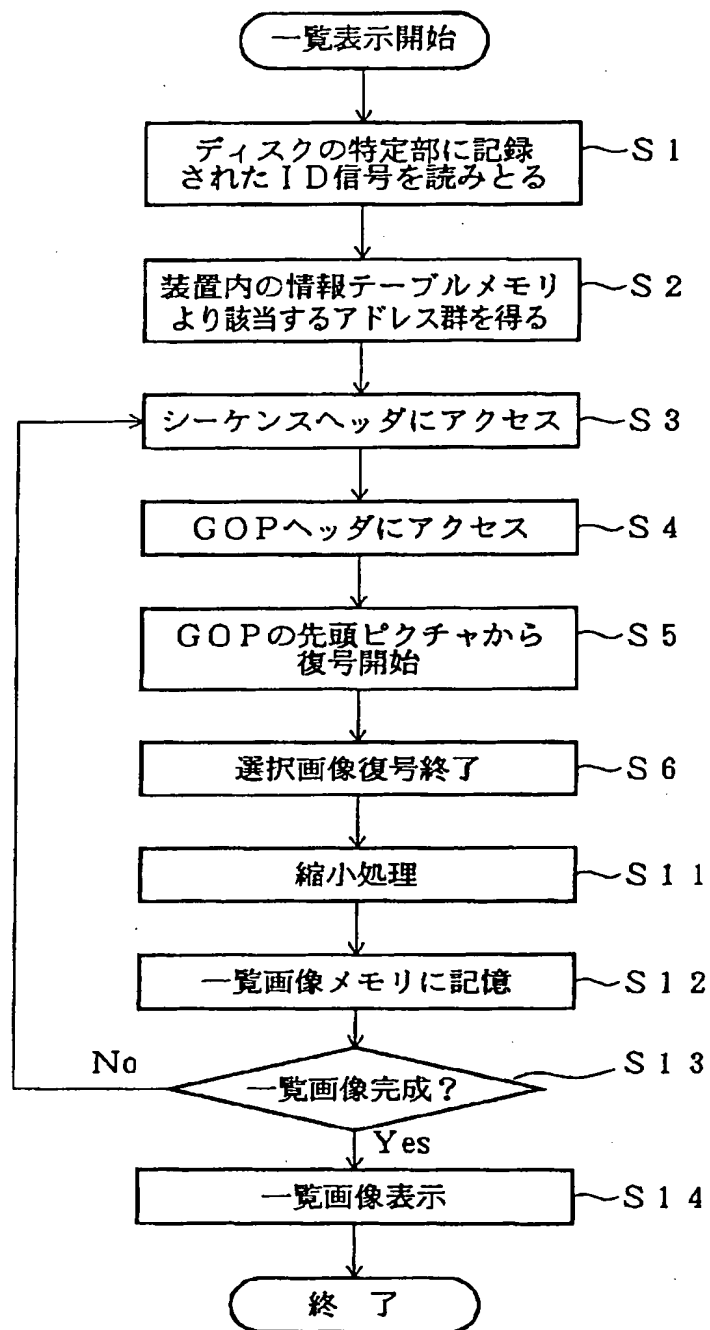 一覧表示開始
ディスクの特定部に記録
されたＩＤ信号を読みとる
Ｓ１
装置内の情報テーブルメモリ
より該当するアドレス群を得る
Ｓ２
シーケンスヘッダにアクセス
Ｓ３
ＧＯＰヘッダにアクセス
Ｓ４
ＧＯＰの先頭ピクチャから
復号開始
Ｓ５
選択画像復号終了
Ｓ６
縮小処理
Ｓ１１
一覧画像メモリに記憶
Ｓ１２
No
一覧画像完成？
Ｓ１３
Yes
一覧画像表示
Ｓ１４
終 了